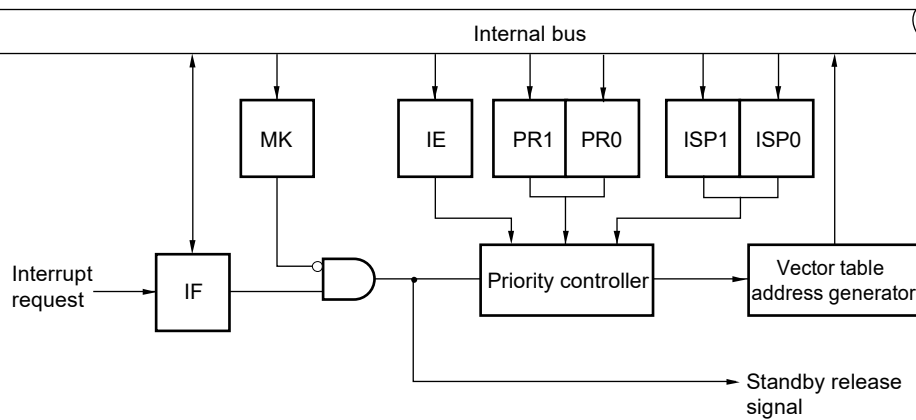 Internal bus
MK
IE
PR1
PR0
ISP1
ISP0
Interrupt
request
IF
Priority controller
Vector table
address generator
Standby release
signal